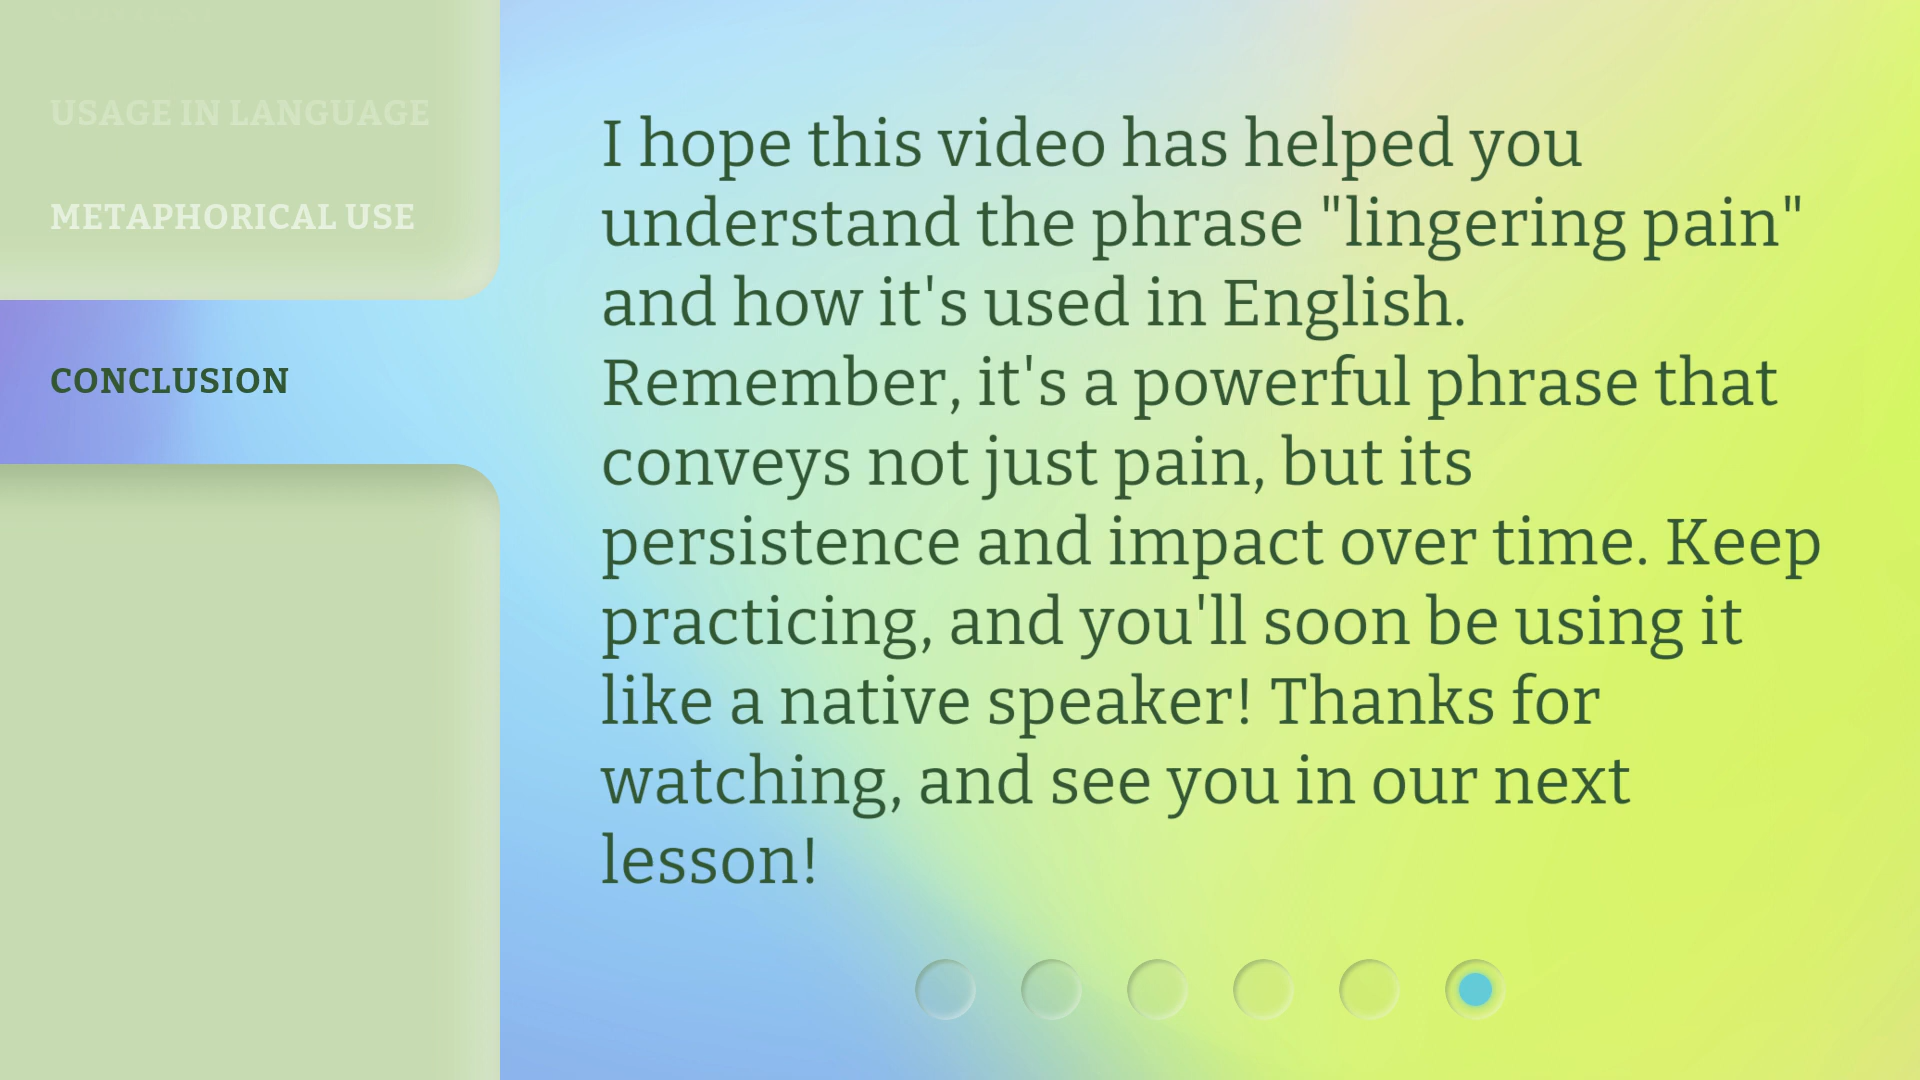 USAGE IN LANGUAGE
METAPHORICAL USE
CONCLUSION
I hope this video has helped you
understand the phrase "lingering pain"
and how it's used in English.
Remember, it's a powerful phrase that
conveys not just pain, but its
persistence and impact over time. Keep
practicing, and you'll soon be using it
like a native speaker! Thanks for
watching, and see you in our next
lesson!